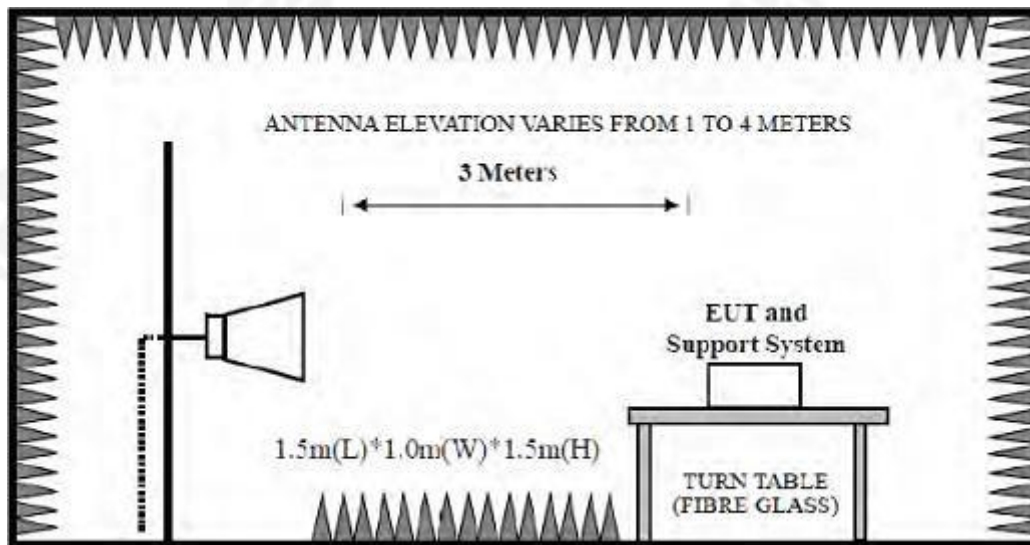 ANTENNA ELEVATION VARIES FROM 1 TO 4 METERS
3 Meters
EUT and
Support System
1.5m(L)*1.0m(W)*1.5m(H)
TURN TABLE
(FIBRE GLASS)